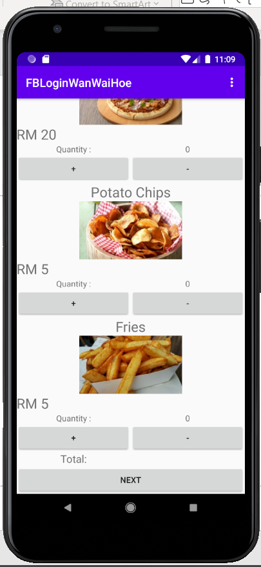 Convert to SmartArt
11:09
FBLoginWanWaiHoe
RM 20
Quantity : 0
+ -
Potato Chips
RM 5
Quantity : 0
+ -
Fries
RM 5
Quantity : 0
+ -
Total:
NEXT